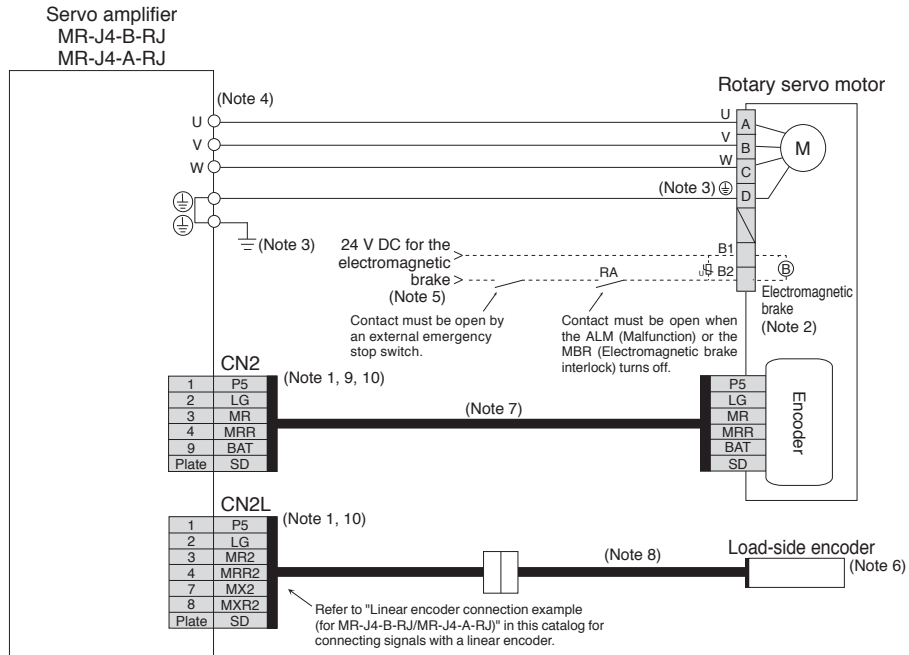 Servo amplifier
MR-J4-B-RJ
MR-J4-A-RJ
Rotary servo motor
(Note 4)
U
U
A
V
V
B
M
W
W
C
(Note 3)
D
(Note 3)
24 V DC for the
electromagnetic
brake
(Note 5)
B1
RA
U
B2
B
Electromagnetic
brake
(Note 2)
Contact must be open by
an external emergency
stop switch.
Contact must be open when
the ALM (Malfunction) or the
MBR (Electromagnetic brake
interlock) turns off.
CN2
(Note 1, 9, 10)
1 P5
2 LG
3 MR
4 MRR
9 BAT
Plate SD
(Note 7)
P5
LG
MR
MRR
BAT
SD
Encoder
CN2L
(Note 1, 10)
1 P5
2 LG
3 MR2
4 MRR2
7 MX2
8 MXR2
Plate SD
(Note 8)
Load-side encoder
(Note 6)
Refer to "Linear encoder connection example
(for MR-J4-B-RJ/MR-J4-A-RJ)" in this catalog for
connecting signals with a linear encoder.